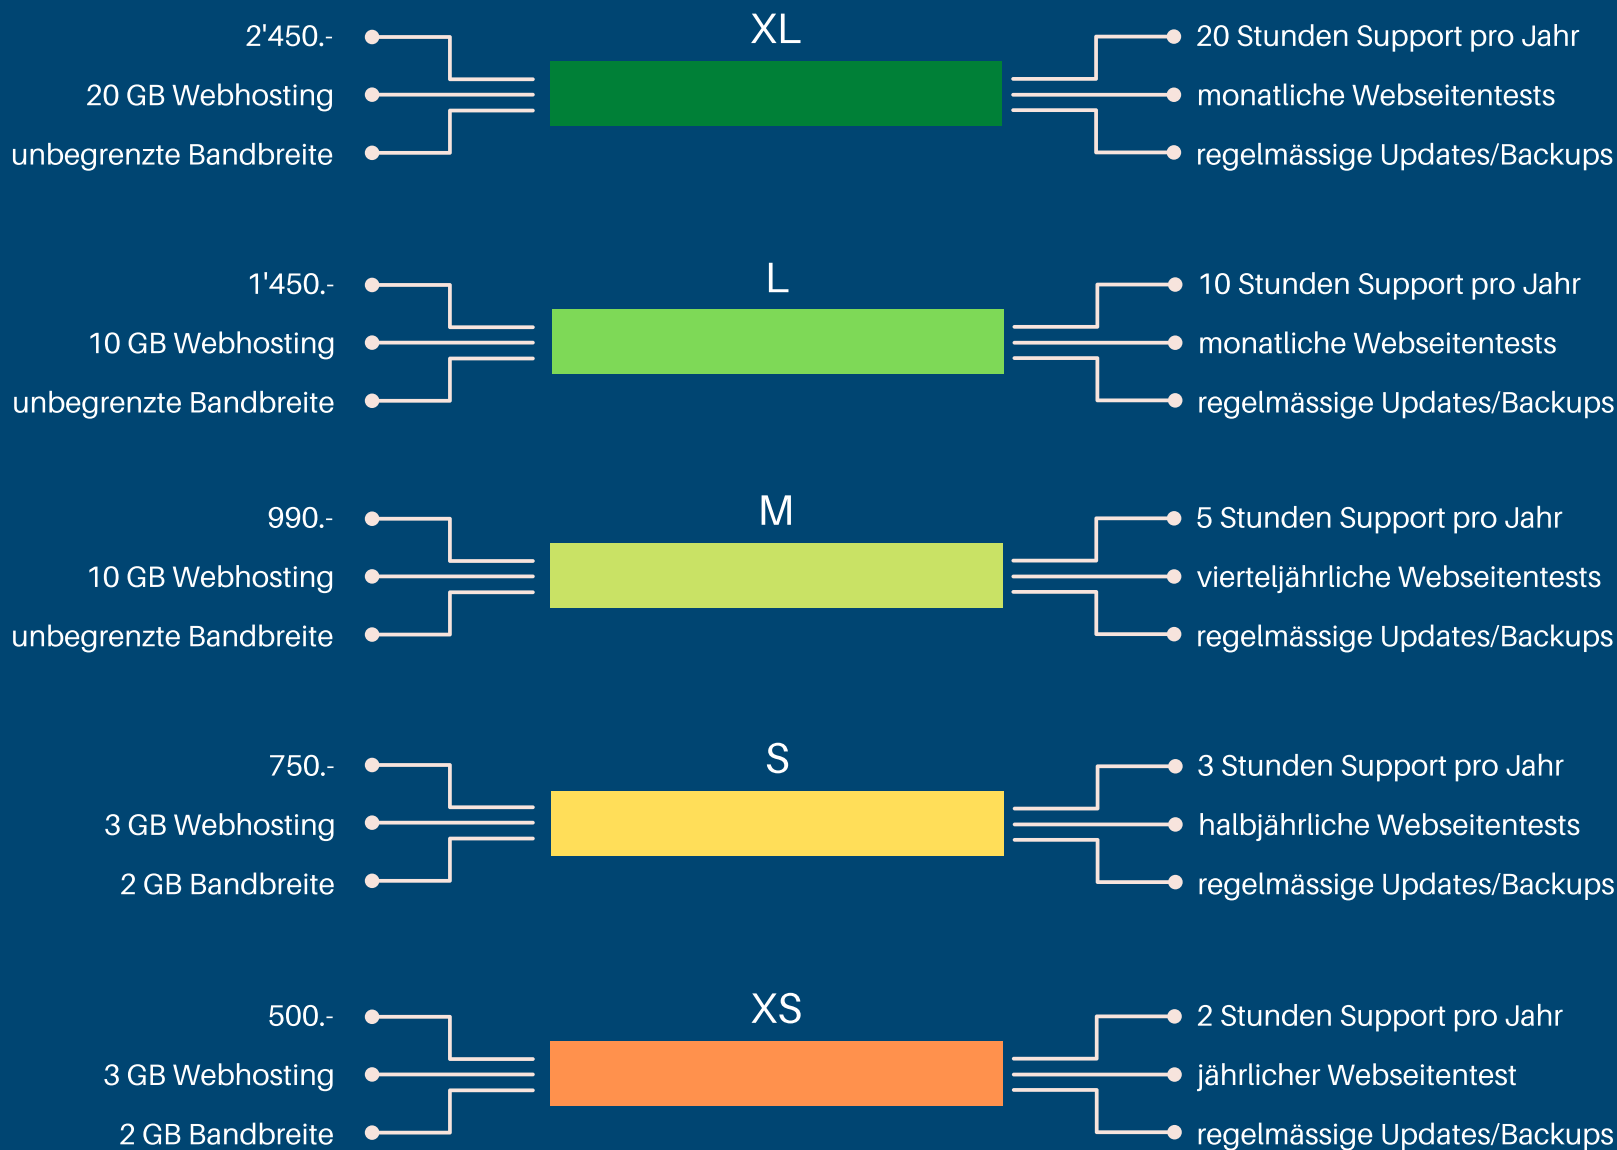 XL
2'450.-
20 GB Webhosting
unbegrenzte Bandbreite
20 Stunden Support pro Jahr
monatliche Webseitentests
regelmässige Updates/Backups
L
1'450.-
10 GB Webhosting
unbegrenzte Bandbreite
10 Stunden Support pro Jahr
monatliche Webseitentests
regelmässige Updates/Backups
M
990.-
10 GB Webhosting
unbegrenzte Bandbreite
5 Stunden Support pro Jahr
vierteljährliche Webseitentests
regelmässige Updates/Backups
S
750.-
3 GB Webhosting
2 GB Bandbreite
3 Stunden Support pro Jahr
halbjährliche Webseitentests
regelmässige Updates/Backups
XS
500.-
3 GB Webhosting
2 GB Bandbreite
2 Stunden Support pro Jahr
jährlicher Webseitentest
regelmässige Updates/Backups